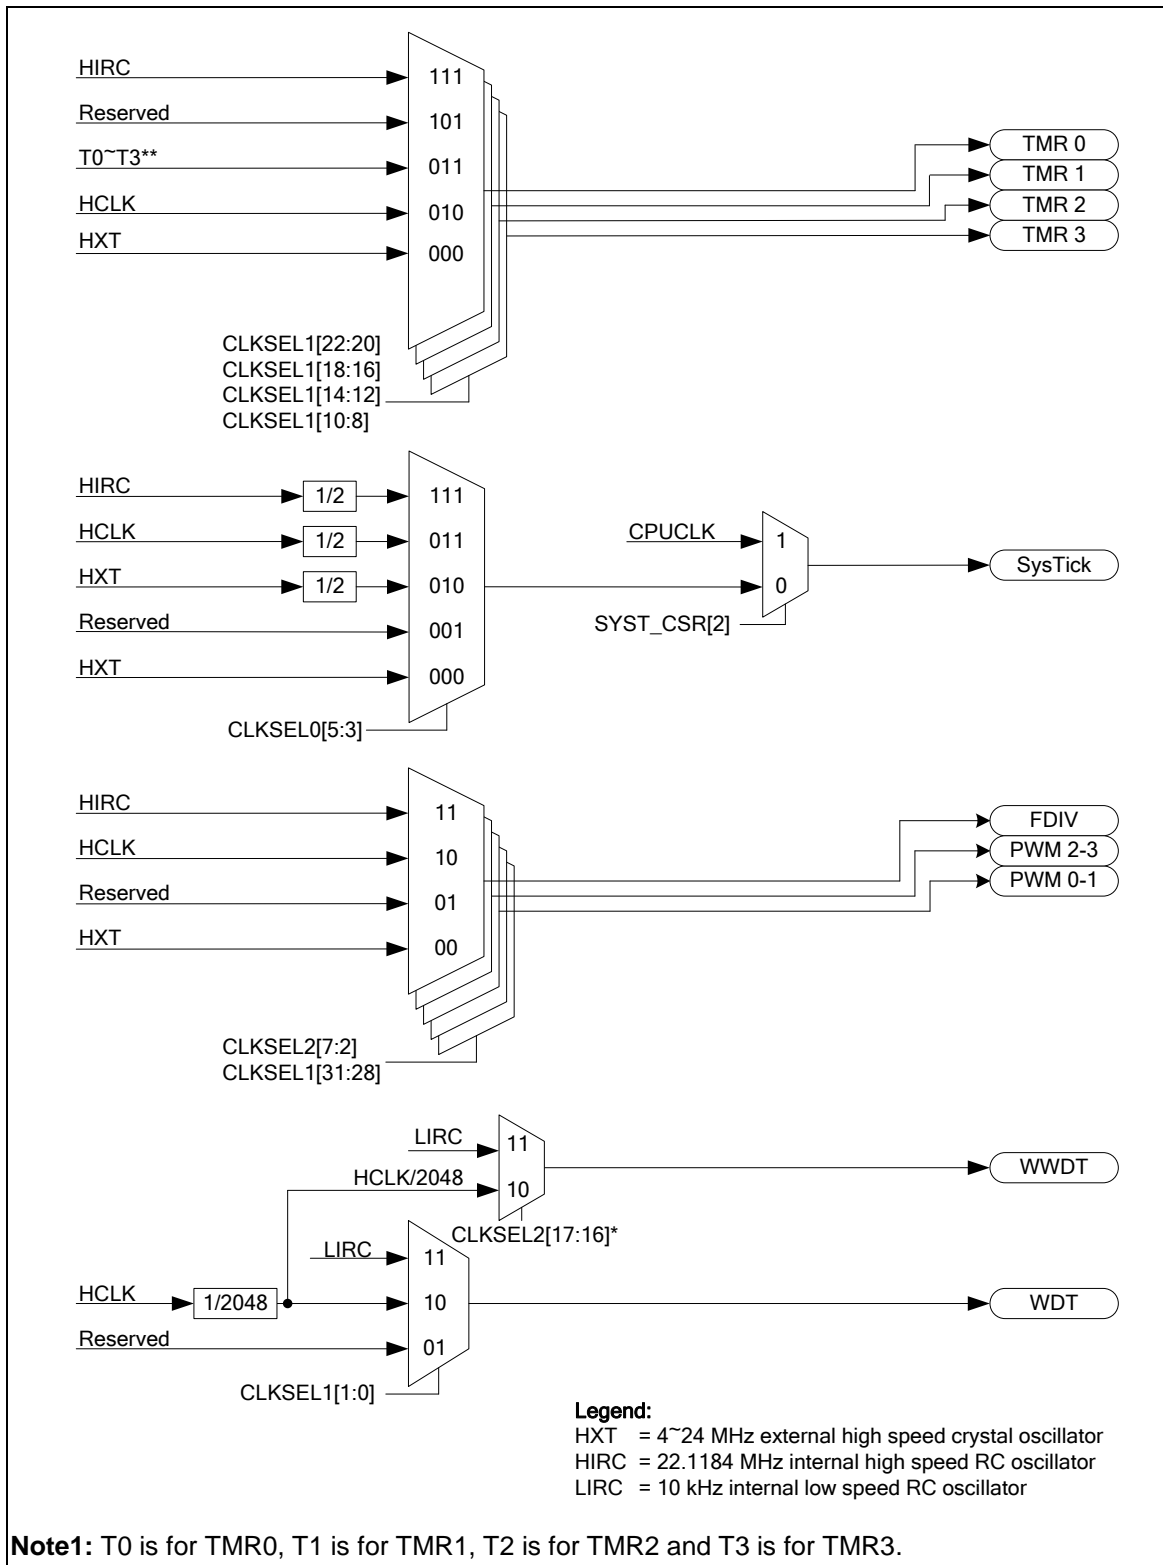 HIRC
111
Reserved
101
T0~T3**
011
HCLK
010
HXT
000
TMR 0
TMR 1
TMR 2
TMR 3
CLKSEL1[22:20]
CLKSEL1[18:16]
CLKSEL1[14:12]
CLKSEL1[10:8]
HIRC
1/2
111
HCLK
1/2
011
CPUCLK
1
HXT
1/2
010
0
SysTick
Reserved
001
SYST_CSR[2]
HXT
000
CLKSEL0[5:3]
HIRC
11
FDIV
HCLK
10
PWM 2-3
Reserved
01
PWM 0-1
HXT
00
CLKSEL2[7:2]
CLKSEL1[31:28]
LIRC
11
WWDT
HCLK/2048
10
CLKSEL2[17:16]*
LIRC
11
HCLK
1/2048
10
WDT
Reserved
01
CLKSEL1[1:0]
Legend:
HXT = 4~24 MHz external high speed crystal oscillator
HIRC = 22.1184 MHz internal high speed RC oscillator
LIRC = 10 kHz internal low speed RC oscillator
Note1: T0 is for TMR0, T1 is for TMR1, T2 is for TMR2 and T3 is for TMR3.